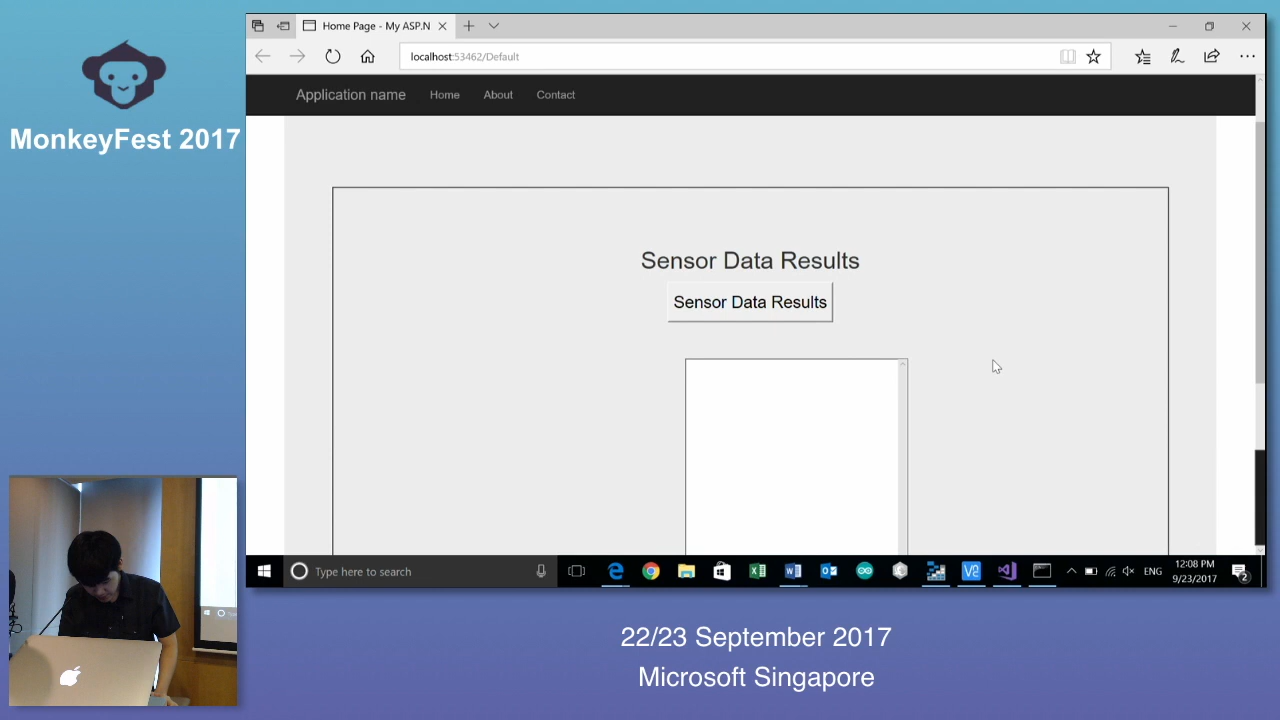 MonkeyFest 2017
Home Page - My ASP.N
localhost:53462/Default
Application name Home About Contact
Sensor Data Results
Sensor Data Results
Type here to search
ENG
12:08 PM
9/23/2017
2
22/23 September 2017
Microsoft Singapore